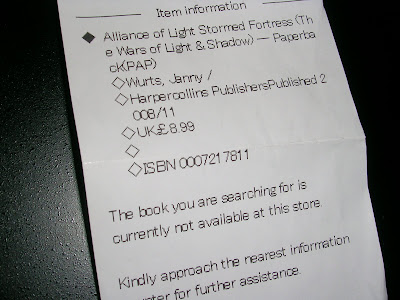 Item information
◆ Alliance of Light Stormed Fortress (Th
e Wars of Light & Shadow) — Paperba
ck(PAP)
◇Wurts, Janny /
◇Harpercollins PublishersPublished 2
008/11
◇UK£8.99
◇
◇ISBN 0007217811
The book you are searching for is
currently not available at this store.
Kindly approach the nearest information
for further assistance.